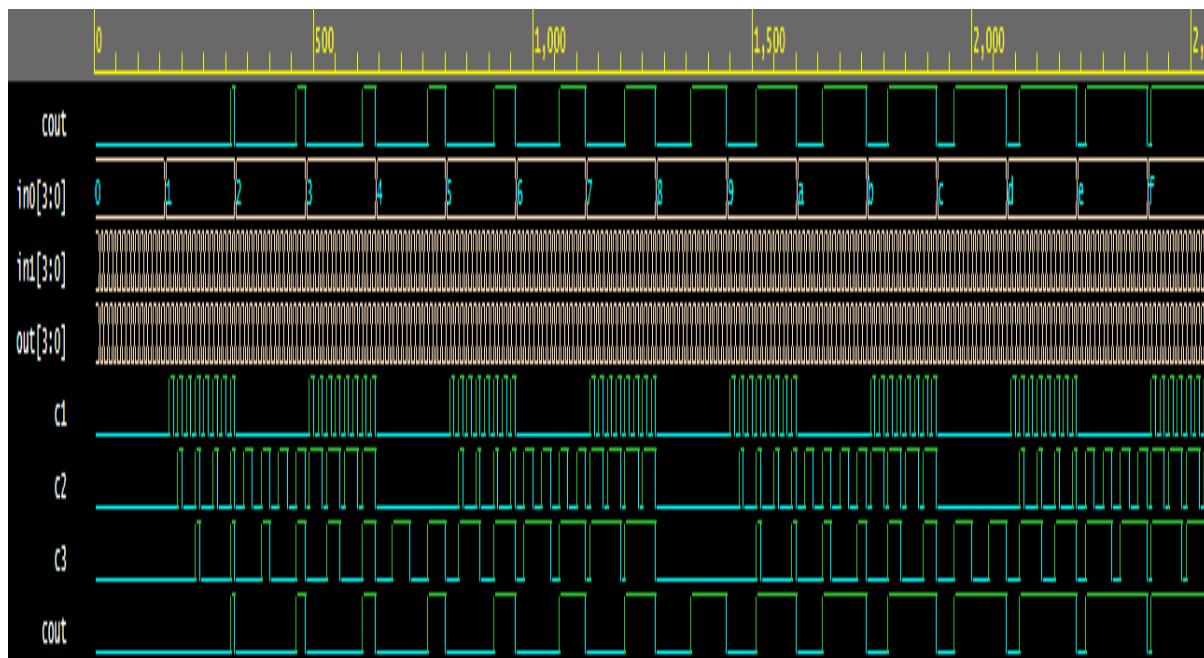 0 500 1,000 1,500 2,000 2,
cout
in0[3:0] 0 1 2 3 4 5 6 7 8 9 a b c d e f
in1[3:0]
out[3:0]
c1
c2
c3
cout